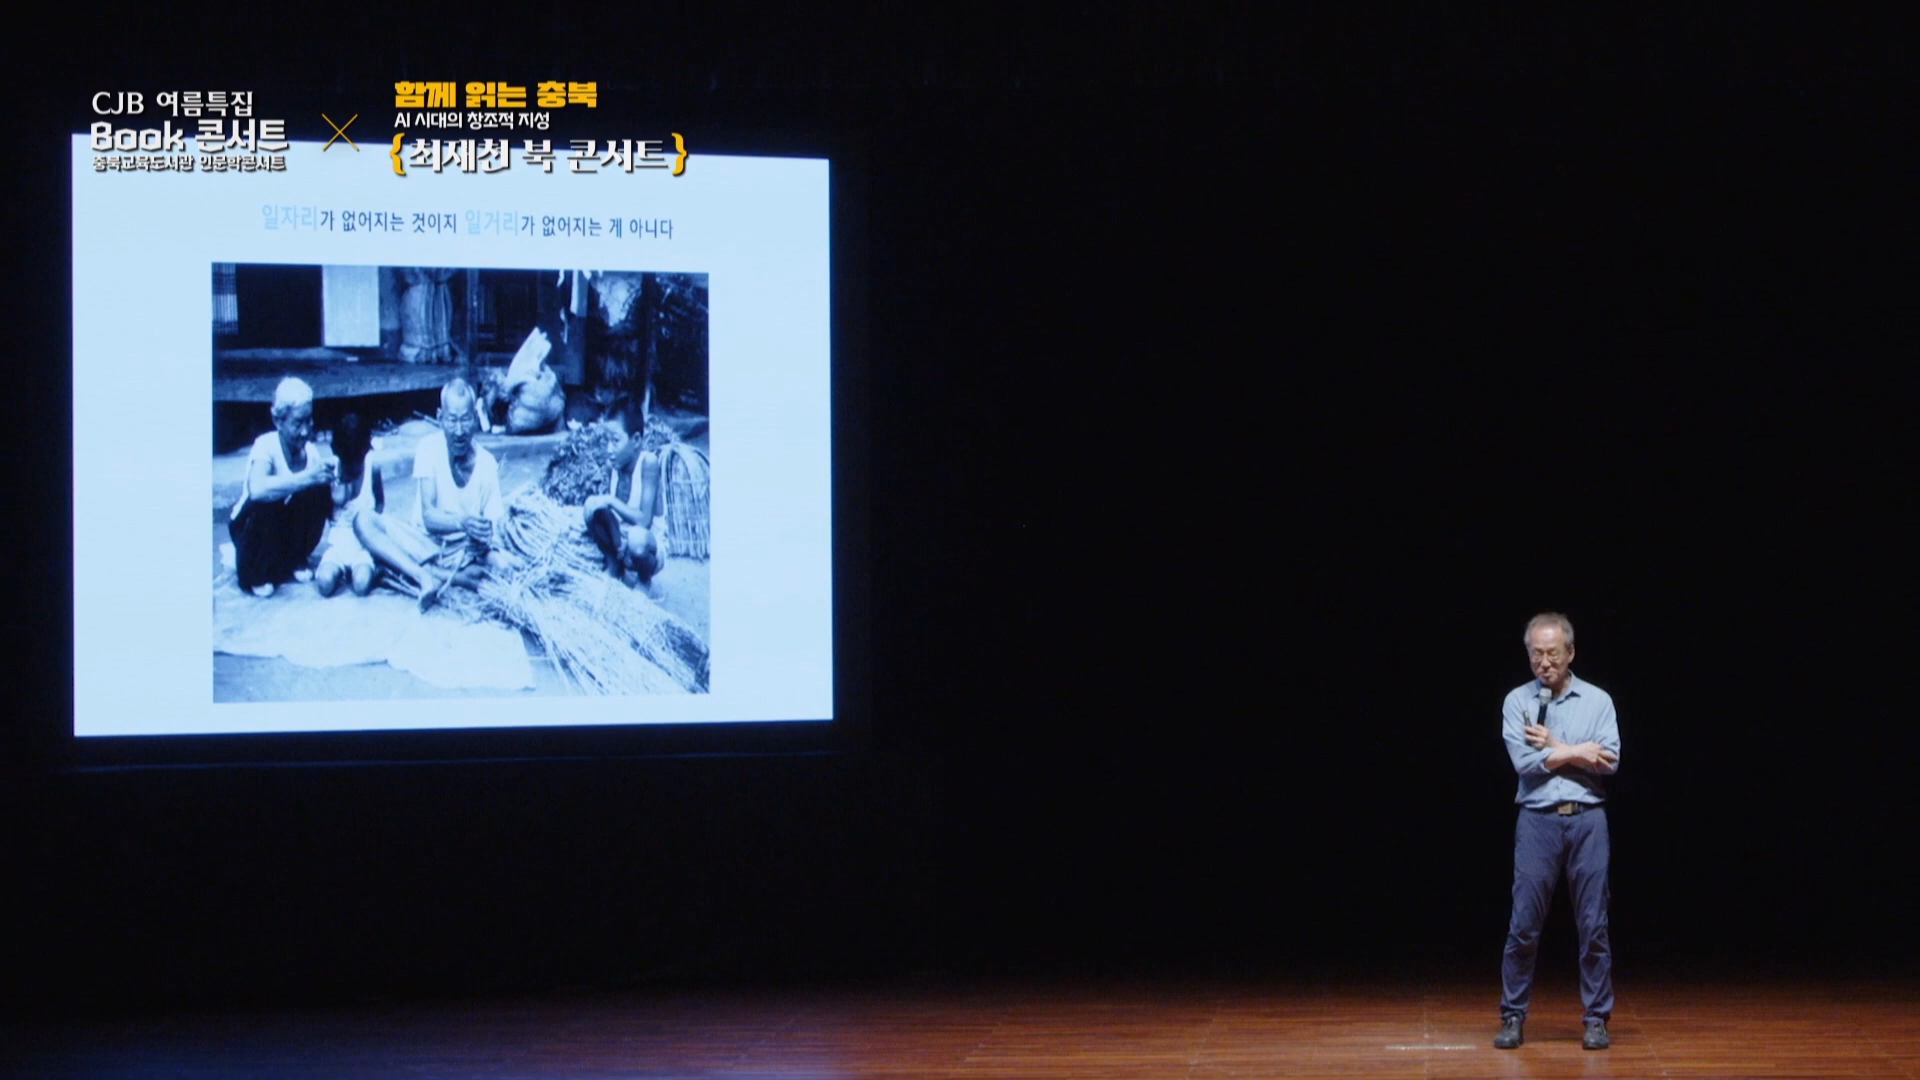 CJB 여름특집
Book 콘서트
충북교육도서관 인문학콘서트
함께 읽는 충북
AI 시대의 창조적 지성
{최재천 북 콘서트}
일자리가 없어지는 것이지 일거리가 없어지는 게 아니다